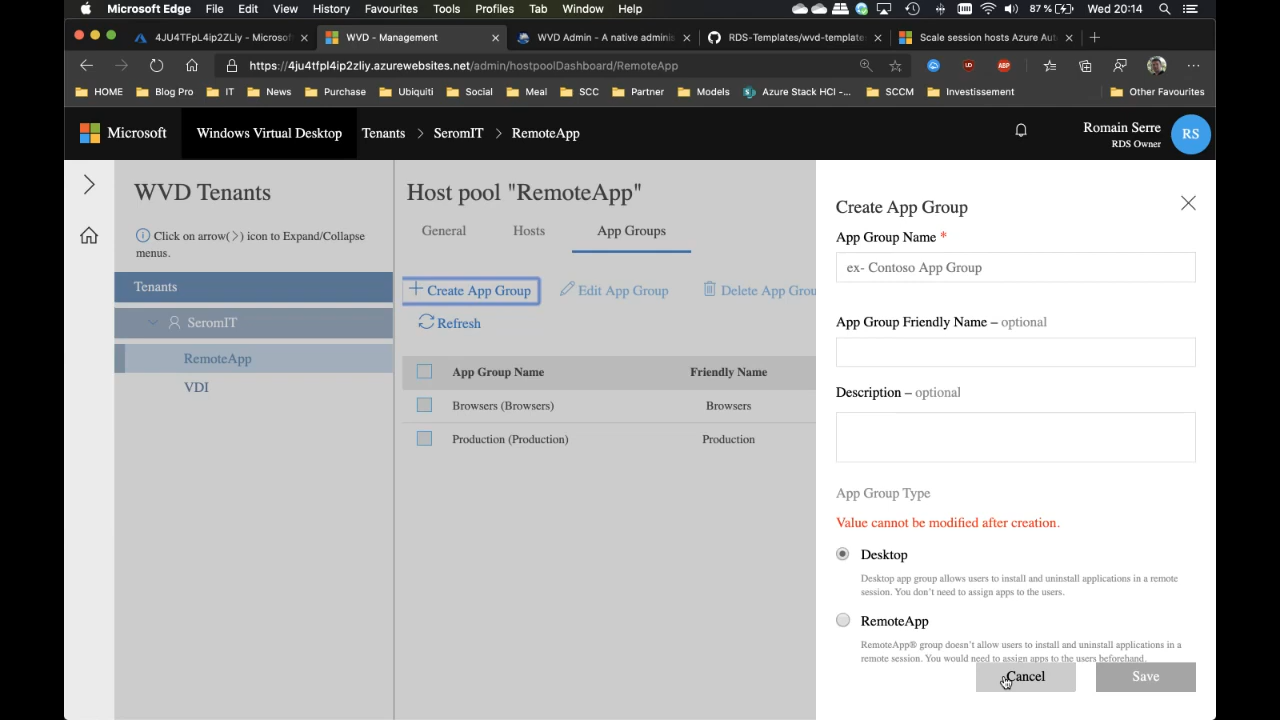 Microsoft Edge File Edit View History Favourites Tools Profiles Tab Window Help 87 % Wed 20:14
4JU4TFpL4ip2ZLiy - Microsof WVD - Management WVD Admin - A native adminis RDS-Templates/wvd-template Scale session hosts Azure Aut
https://4ju4tfpl4ip2zliy.azurewebsites.net/admin/hostpoolDashboard/RemoteApp
HOME Blog Pro IT News Purchase Ubiquiti Social Meal SCC Partner Models Azure Stack HCI -... SCCM Investissement Other Favourites
Microsoft Windows Virtual Desktop Tenants > SeromIT > RemoteApp
Romain Serre
RDS Owner
RS
WVD Tenants
Click on arrow(>) icon to Expand/Collapse
menus.
Tenants
SeromIT
RemoteApp
VDI
Host pool "RemoteApp"
General Hosts App Groups
Create App Group Edit App Group Delete App Grou
Refresh
App Group Name Friendly Name
Browsers (Browsers) Browsers
Production (Production) Production
Create App Group
App Group Name *
ex- Contoso App Group
App Group Friendly Name – optional
Description – optional
App Group Type
Value cannot be modified after creation.
Desktop
Desktop app group allows users to install and uninstall applications in a remote
session. You don't need to assign apps to the users.
RemoteApp
RemoteApp® group doesn't allow users to install and uninstall applications in a
remote session. You would need to assign apps to the users beforehand.
Cancel Save